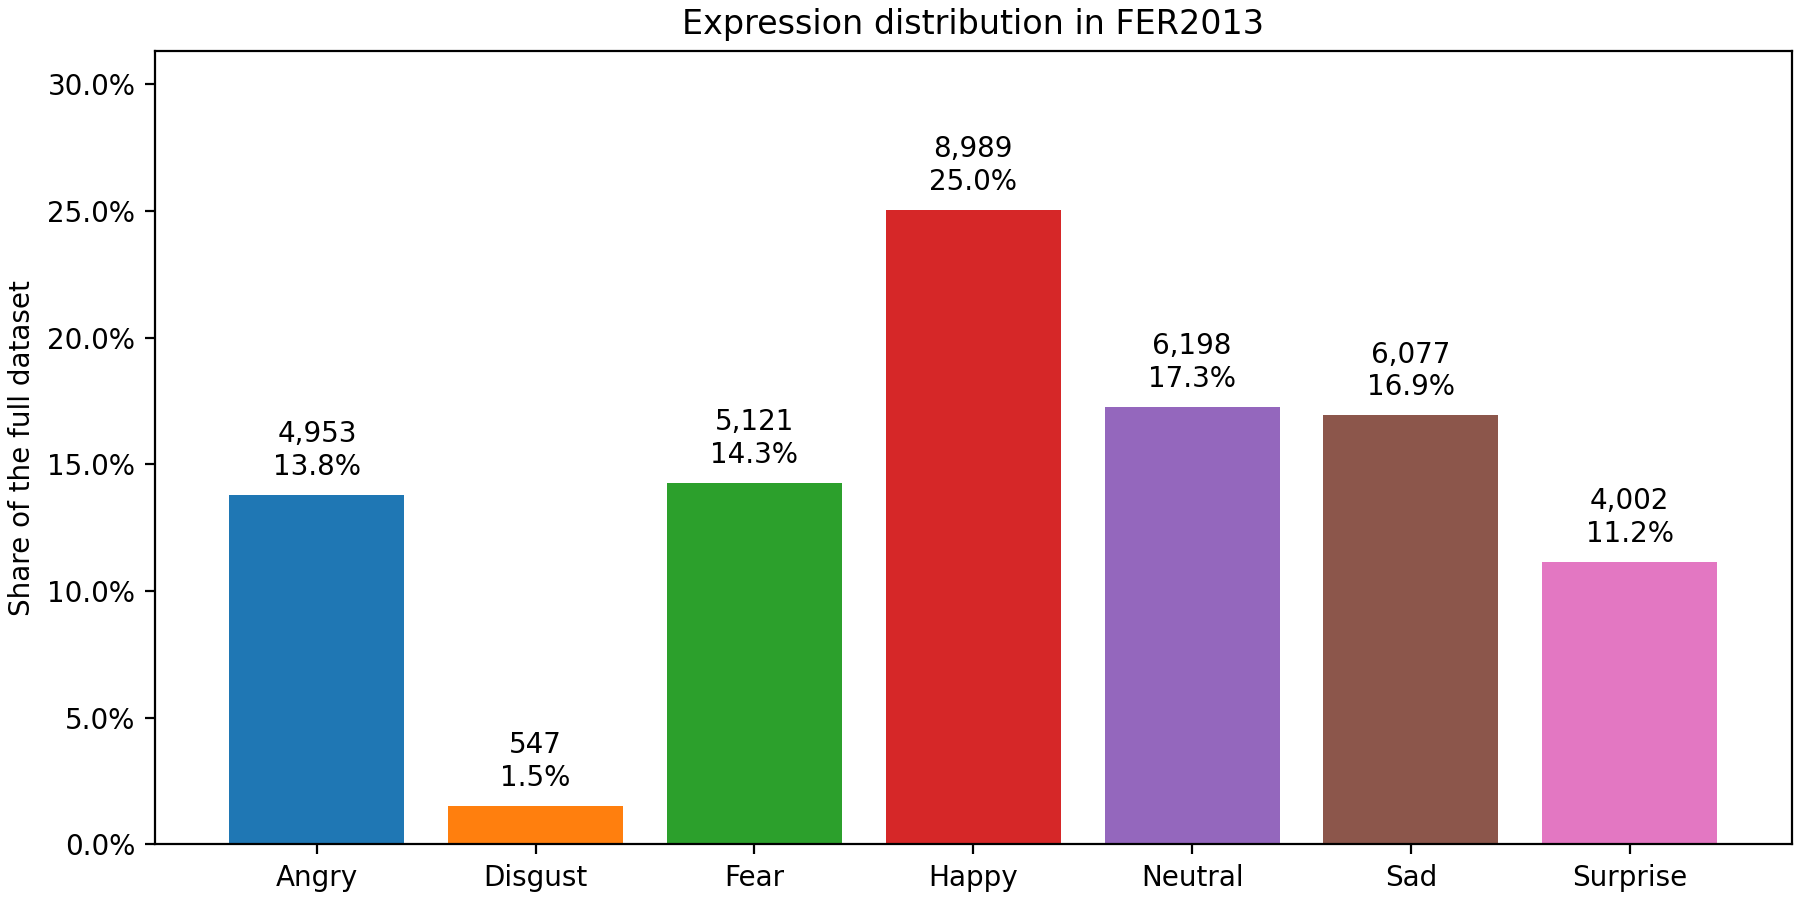 Expression distribution in FER2013
Share of the full dataset
30.0%
25.0%
20.0%
15.0%
10.0%
5.0%
0.0%
4,953
13.8%
547
1.5%
5,121
14.3%
8,989
25.0%
6,198
17.3%
6,077
16.9%
4,002
11.2%
Angry
Disgust
Fear
Happy
Neutral
Sad
Surprise